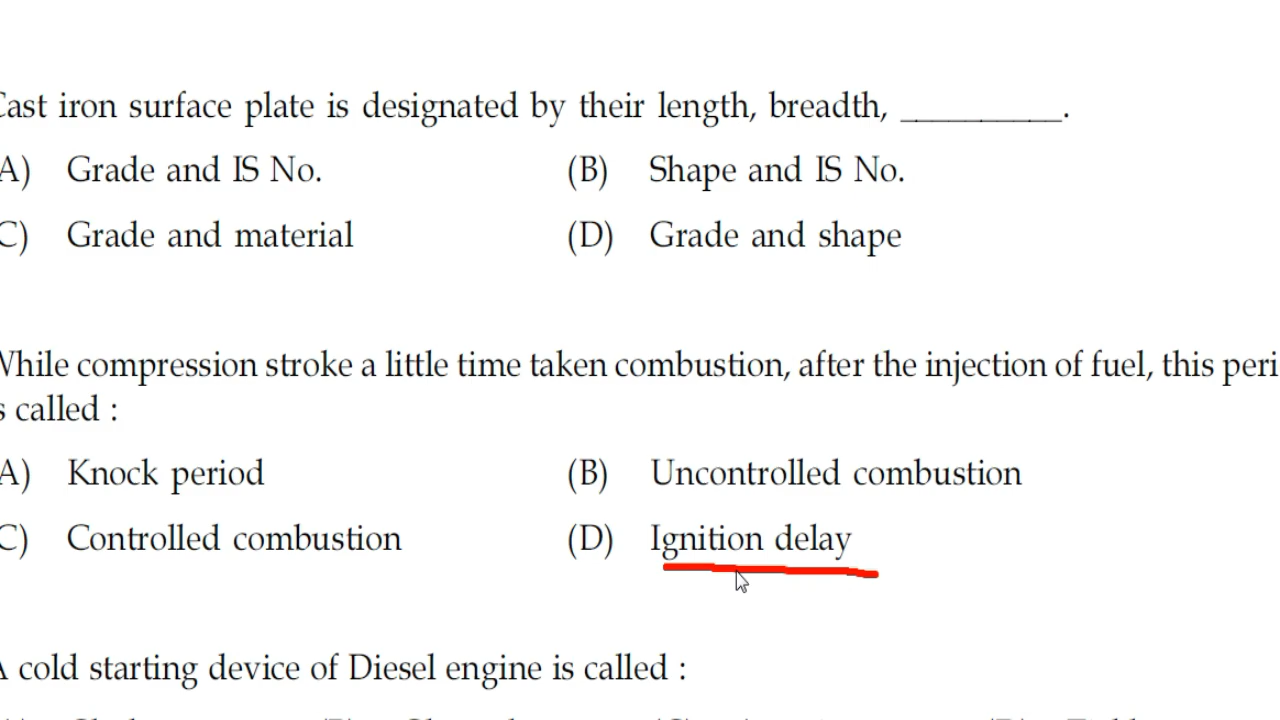 Cast iron surface plate is designated by their length, breadth, __________.
A) Grade and IS No. (B) Shape and IS No.
C) Grade and material (D) Grade and shape
While compression stroke a little time taken combustion, after the injection of fuel, this peri
s called :
A) Knock period (B) Uncontrolled combustion
C) Controlled combustion (D) Ignition delay
A cold starting device of Diesel engine is called :